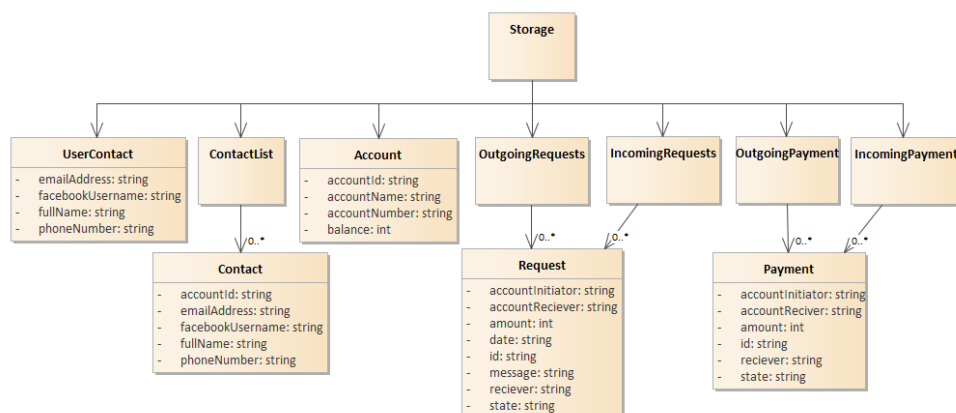 Storage
UserContact
- emailAddress: string
- facebookUsername: string
- fullName: string
- phoneNumber: string
ContactList
Account
- accountId: string
- accountName: string
- accountNumber: string
- balance: int
OutgoingRequests
IncomingRequests
OutgoingPayment
IncomingPayment
0..*
0..*
0..*
0..*
0..*
Contact
- accountId: string
- emailAddress: string
- facebookUsername: string
- fullName: string
- phoneNumber: string
Request
- accountInitiator: string
- accountReciever: string
- amount: int
- date: string
- id: string
- message: string
- reciever: string
- state: string
Payment
- accountInitiator: string
- accountReciver: string
- amount: int
- id: string
- reciever: string
- state: string